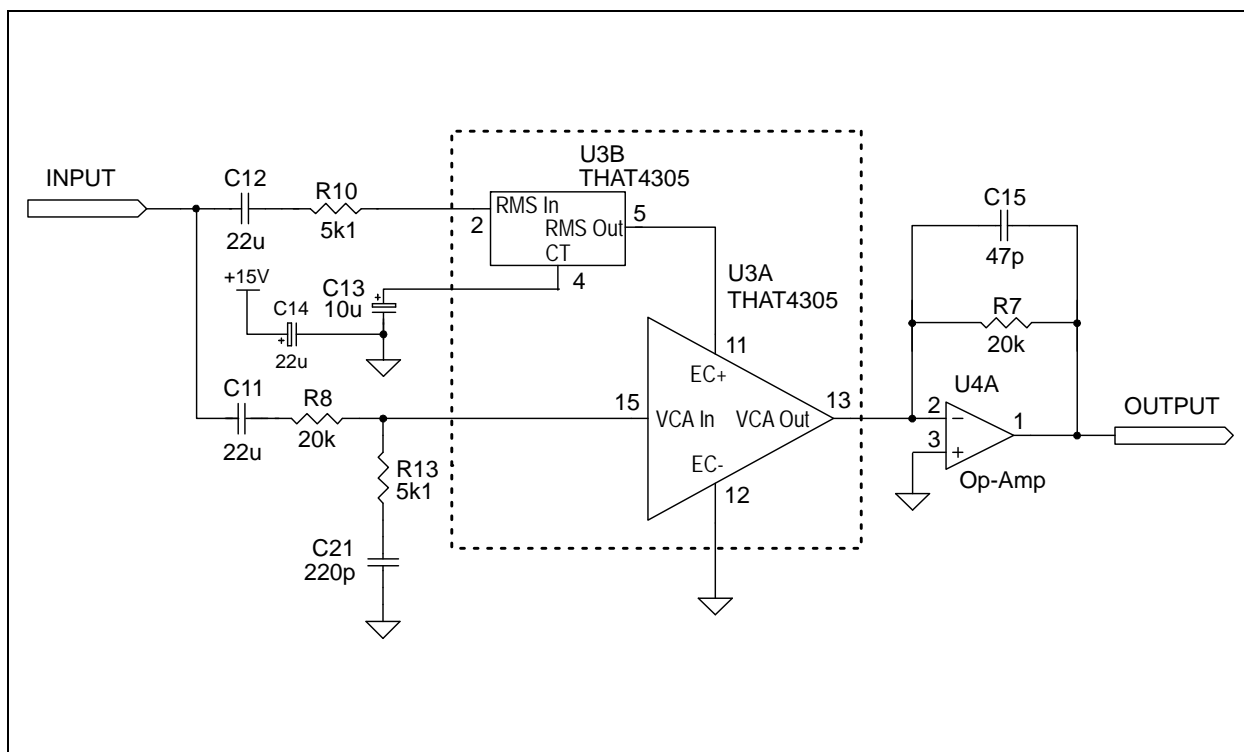 U3B
THAT4305
INPUT
C12
22u
R10
5k1
2
RMS In
RMS Out
CT
5
4
+15V
C14
22u
C13
10u
U3A
THAT4305
11
EC+
C11
22u
R8
20k
15
VCA In
VCA Out
13
EC-
12
R13
5k1
C21
220p
C15
47p
R7
20k
U4A
2
3
1
Op-Amp
OUTPUT